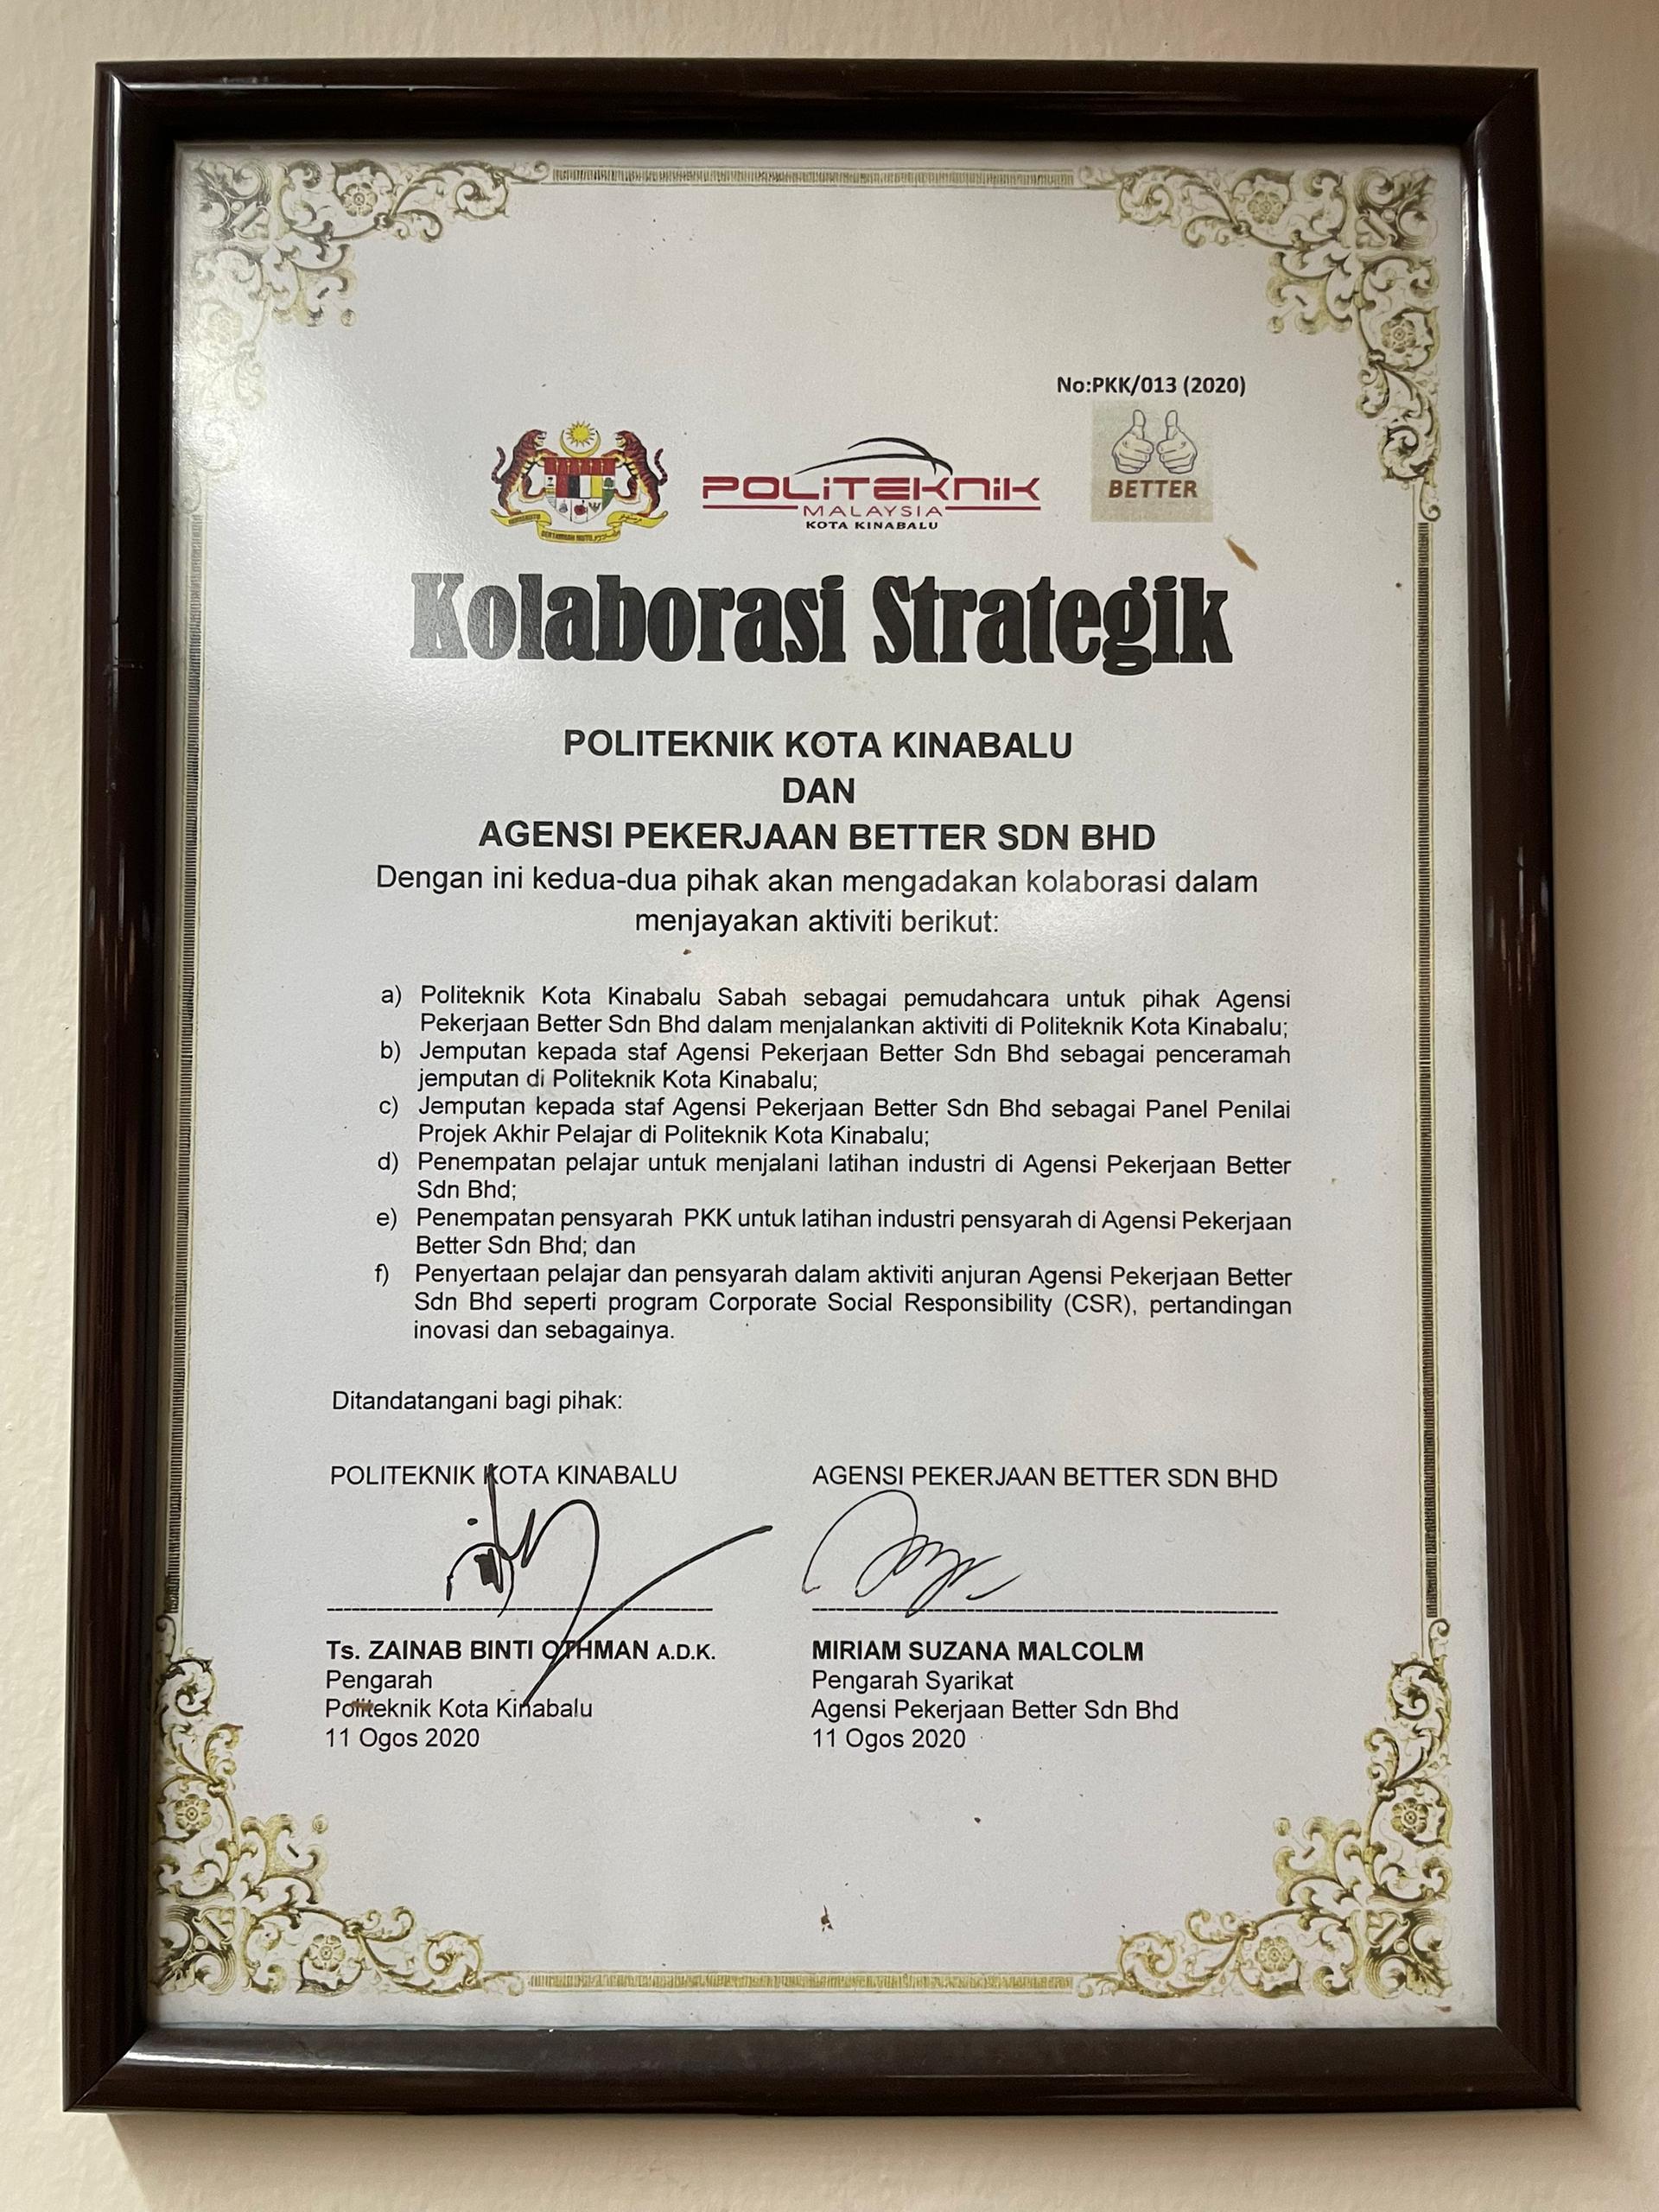 No:PKK/013 (2020)
POLITEKNIK
MALAYSIA
KOTA KINABALU
BETTER
Kolaborasi Strategik
POLITEKNIK KOTA KINABALU
DAN
AGENSI PEKERJAAN BETTER SDN BHD
Dengan ini kedua-dua pihak akan mengadakan kolaborasi dalam
menjayakan aktiviti berikut:
a) Politeknik Kota Kinabalu Sabah sebagai pemudahcara untuk pihak Agensi
Pekerjaan Better Sdn Bhd dalam menjalankan aktiviti di Politeknik Kota Kinabalu;
b) Jemputan kepada staf Agensi Pekerjaan Better Sdn Bhd sebagai penceramah
jemputan di Politeknik Kota Kinabalu;
c) Jemputan kepada staf Agensi Pekerjaan Better Sdn Bhd sebagai Panel Penilai
Projek Akhir Pelajar di Politeknik Kota Kinabalu;
d) Penempatan pelajar untuk menjalani latihan industri di Agensi Pekerjaan Better
Sdn Bhd;
e) Penempatan pensyarah PKK untuk latihan industri pensyarah di Agensi Pekerjaan
Better Sdn Bhd; dan
f) Penyertaan pelajar dan pensyarah dalam aktiviti anjuran Agensi Pekerjaan Better
Sdn Bhd seperti program Corporate Social Responsibility (CSR), pertandingan
inovasi dan sebagainya.
Ditandatangani bagi pihak:
POLITEKNIK KOTA KINABALU
AGENSI PEKERJAAN BETTER SDN BHD
Ts. ZAINAB BINTI OTHMAN A.D.K.
Pengarah
Politeknik Kota Kinabalu
11 Ogos 2020
MIRIAM SUZANA MALCOLM
Pengarah Syarikat
Agensi Pekerjaan Better Sdn Bhd
11 Ogos 2020